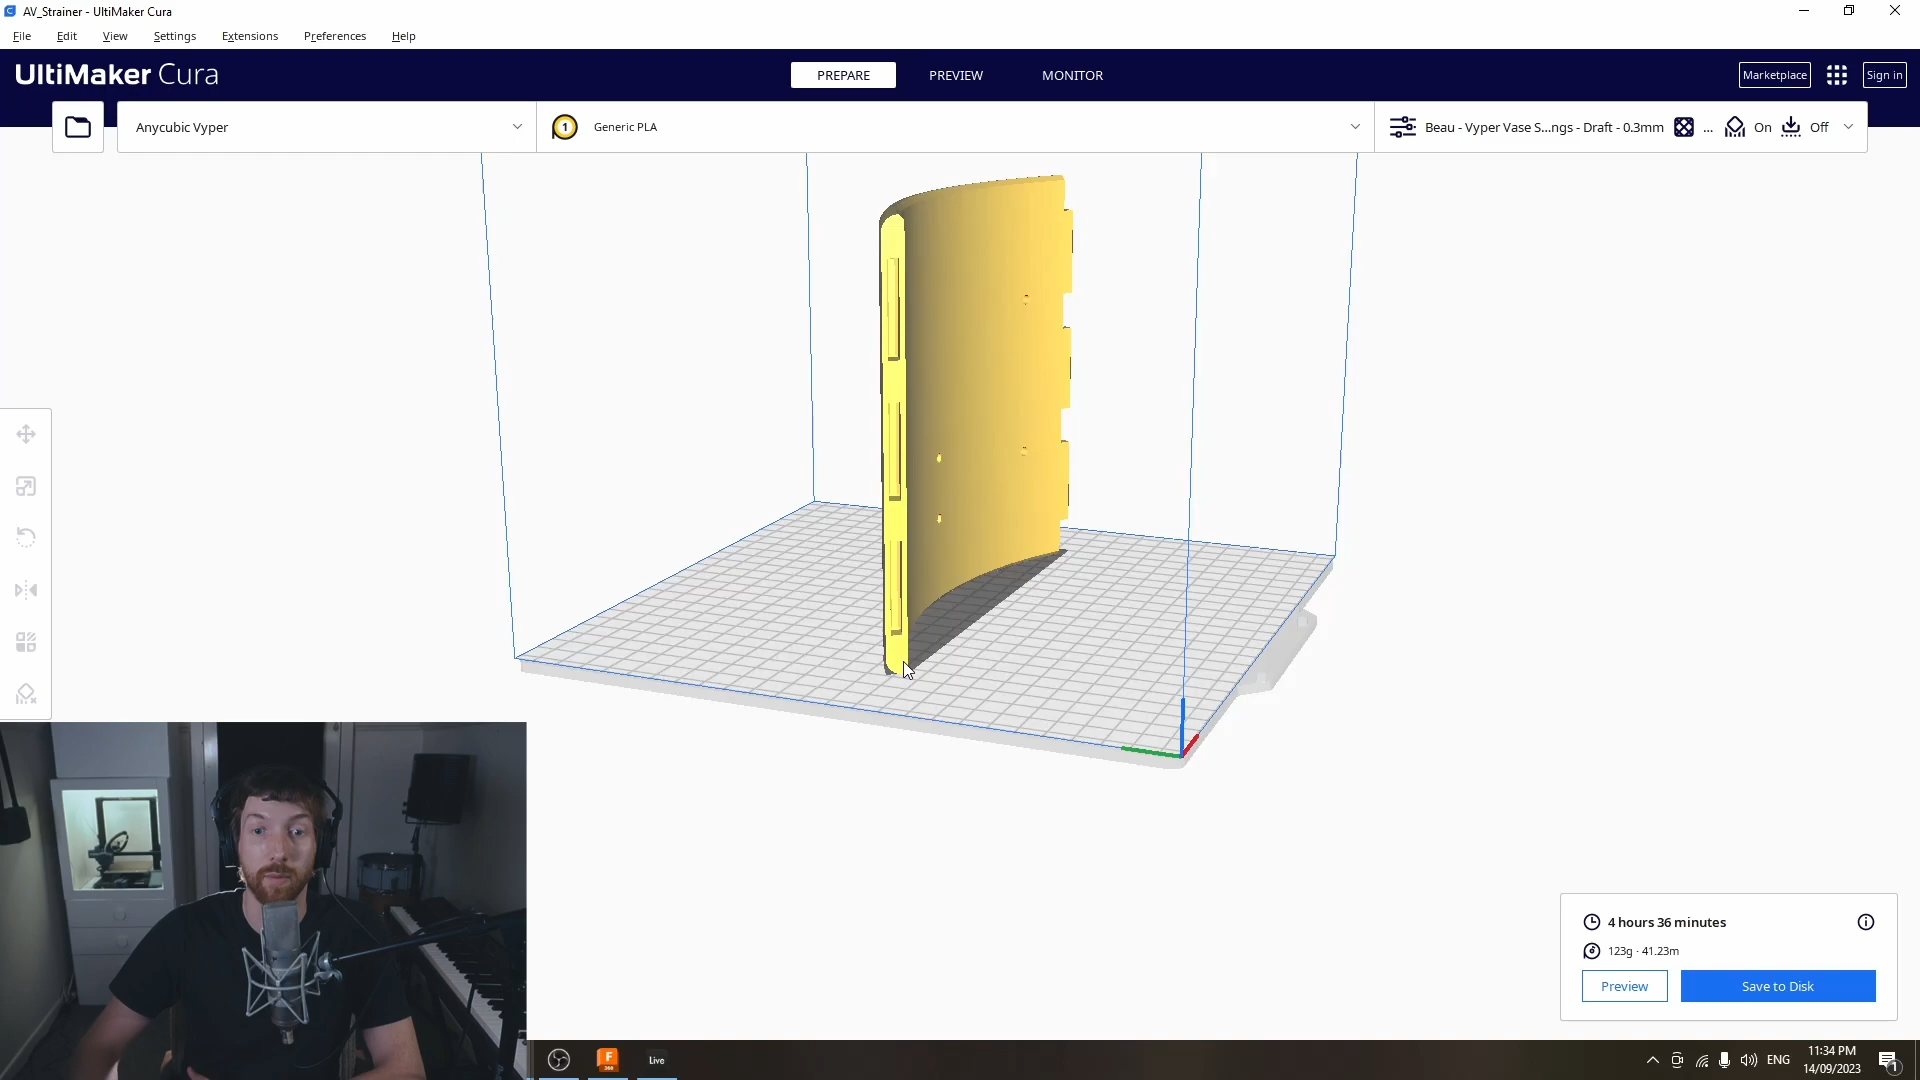 AV_Strainer - UltiMaker Cura
File Edit View Settings Extensions Preferences Help
UltiMaker Cura
PREPARE PREVIEW MONITOR
Marketplace Sign in
Anycubic Vyper
1 Generic PLA
Beau - Vyper Vase S...ngs - Draft - 0.3mm ... On Off
4 hours 36 minutes
123g · 41.23m
Preview Save to Disk
F
360
Live
ENG
11:34 PM
14/09/2023
1